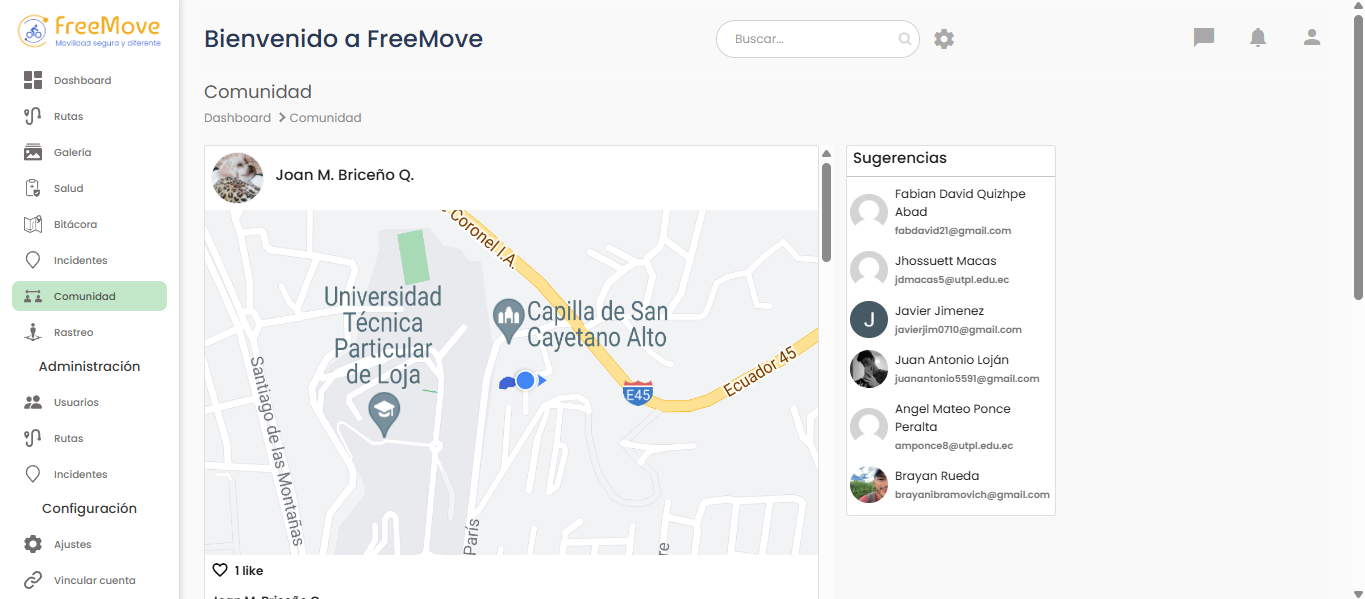 FreeMove
Movilidad segura y diferente
Dashboard
Rutas
Galería
Salud
Bitácora
Incidentes
Comunidad
Rastreo
Administración
Usuarios
Rutas
Incidentes
Configuración
Ajustes
Vincular cuenta
Bienvenido a FreeMove
Buscar...
Comunidad
Dashboard > Comunidad
Joan M. Briceño Q.
Coronel I.A.
Universidad
Técnica
Particular
de Loja
Capilla de San
Cayetano Alto
Santiago de las Montañas
E45
Ecuador 45
París
re
1 like
Joan M. Briceño Q.
Sugerencias
Fabian David Quizhpe
Abad
fabdavid21@gmail.com
Jhossuett Macas
jdmacas5@utpl.edu.ec
J
Javier Jimenez
javierjim0710@gmail.com
Juan Antonio Loján
juanantonio5591@gmail.com
Angel Mateo Ponce
Peralta
amponce8@utpl.edu.ec
Brayan Rueda
brayanibramovich@gmail.com